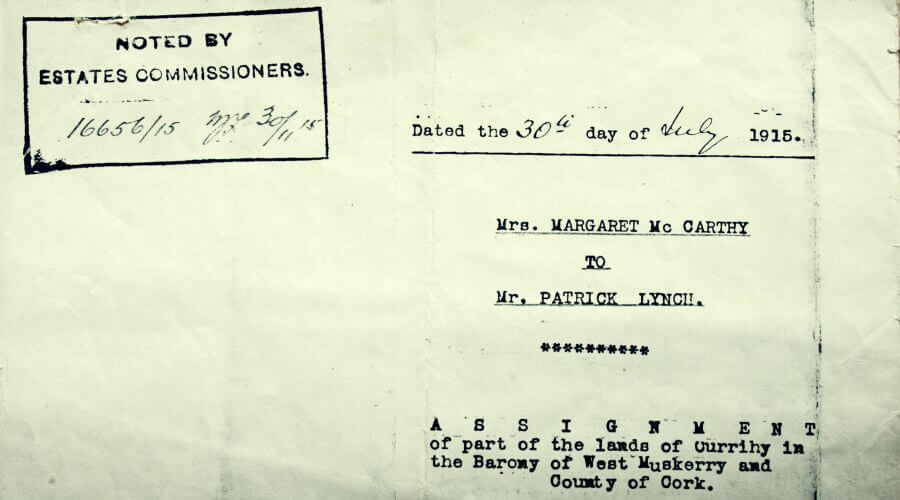 NOTED BY
ESTATES COMMISSIONERS.
16656/15 30/11 15
Dated the 30th day of July 1915.
Mrs. MARGARET Mc CARTHY
TO
Mr. PATRICK LYNCH.
**********
A S S I G N M E N T
of part of the lands of Currihy in
the Barony of West Muskerry and
County of Cork.